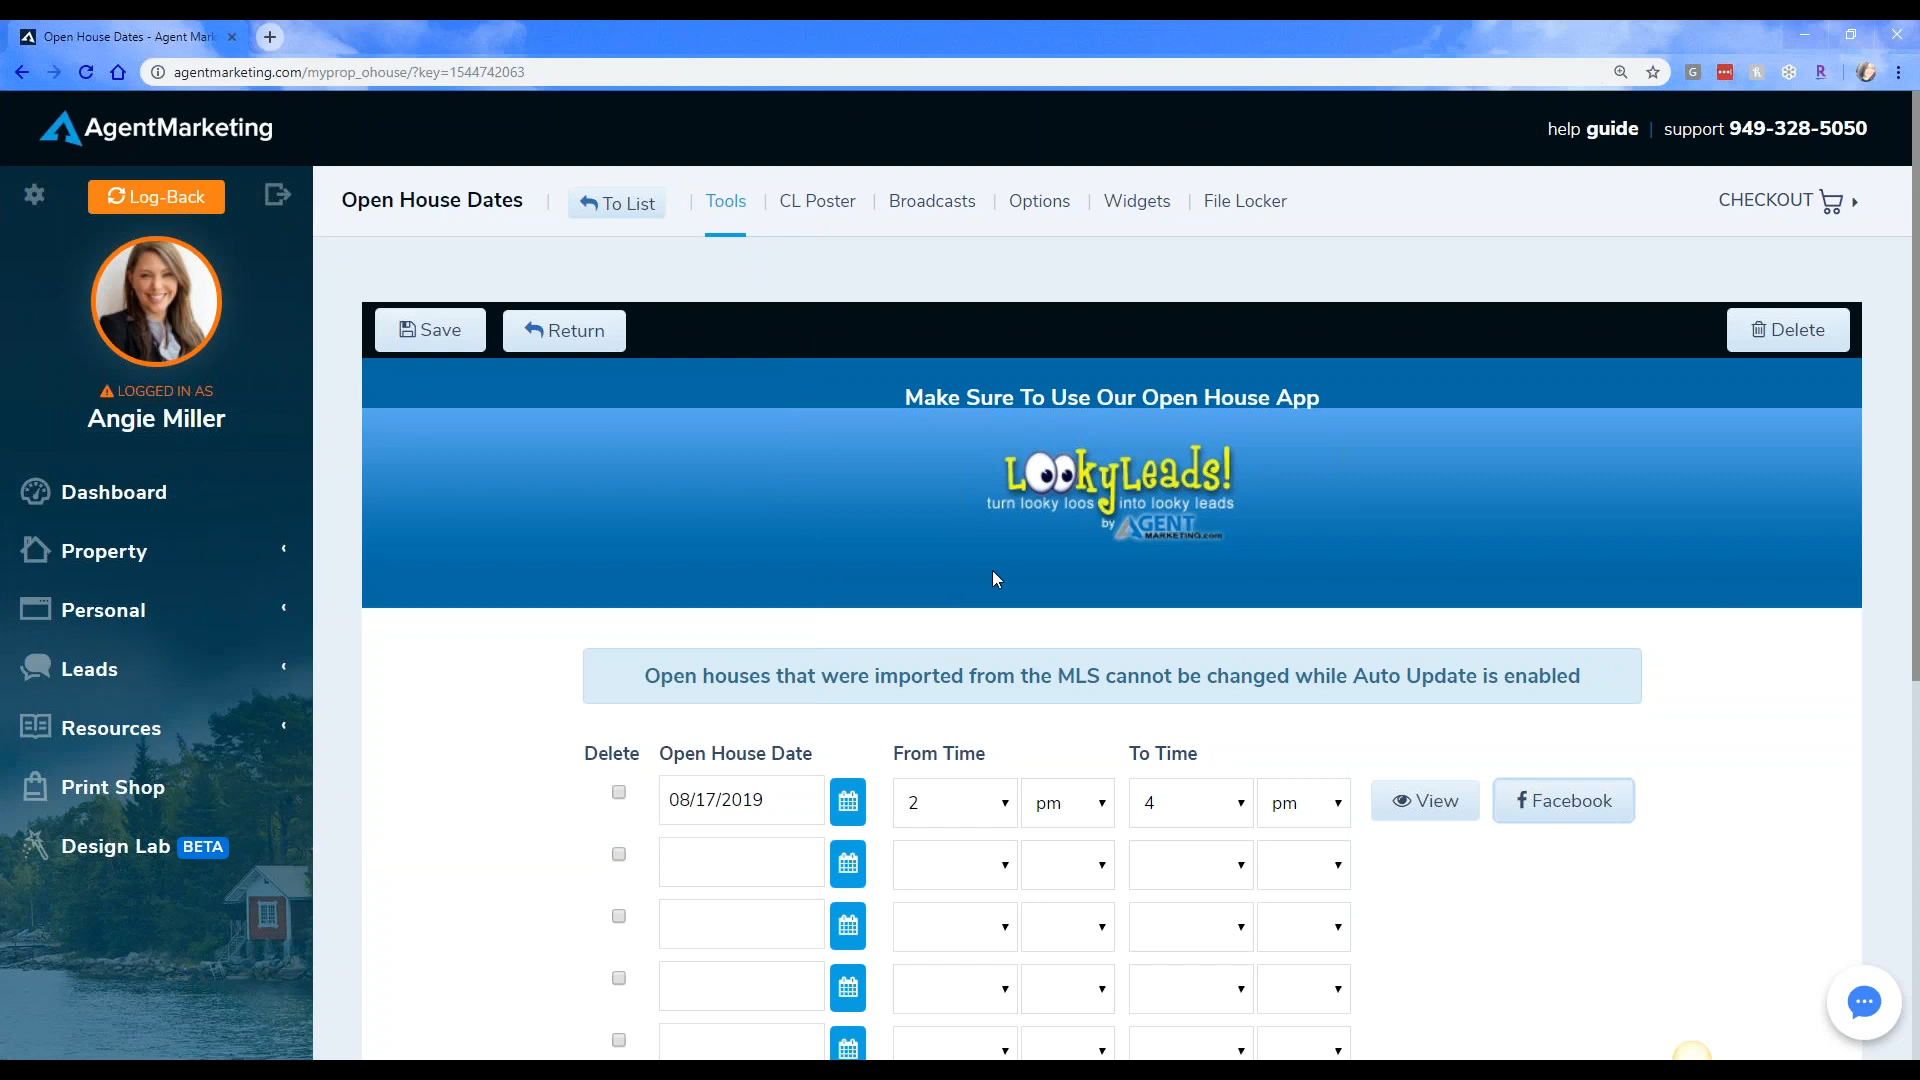 Open House Dates - Agent Mark
agentmarketing.com/myprop_ohouse/?key=1544742063
AgentMarketing
help guide | support 949-328-5050
Log-Back
Open House Dates | To List | Tools | CL Poster | Broadcasts | Options | Widgets | File Locker
CHECKOUT
LOGGED IN AS
Angie Miller
Dashboard
Property
Personal
Leads
Resources
Print Shop
Design Lab BETA
Save
Return
Delete
Make Sure To Use Our Open House App
LookyLeads!
turn looky loos into looky leads
by AGENT
MARKETING.com
Open houses that were imported from the MLS cannot be changed while Auto Update is enabled
Delete Open House Date From Time To Time
08/17/2019 2 pm 4 pm View Facebook